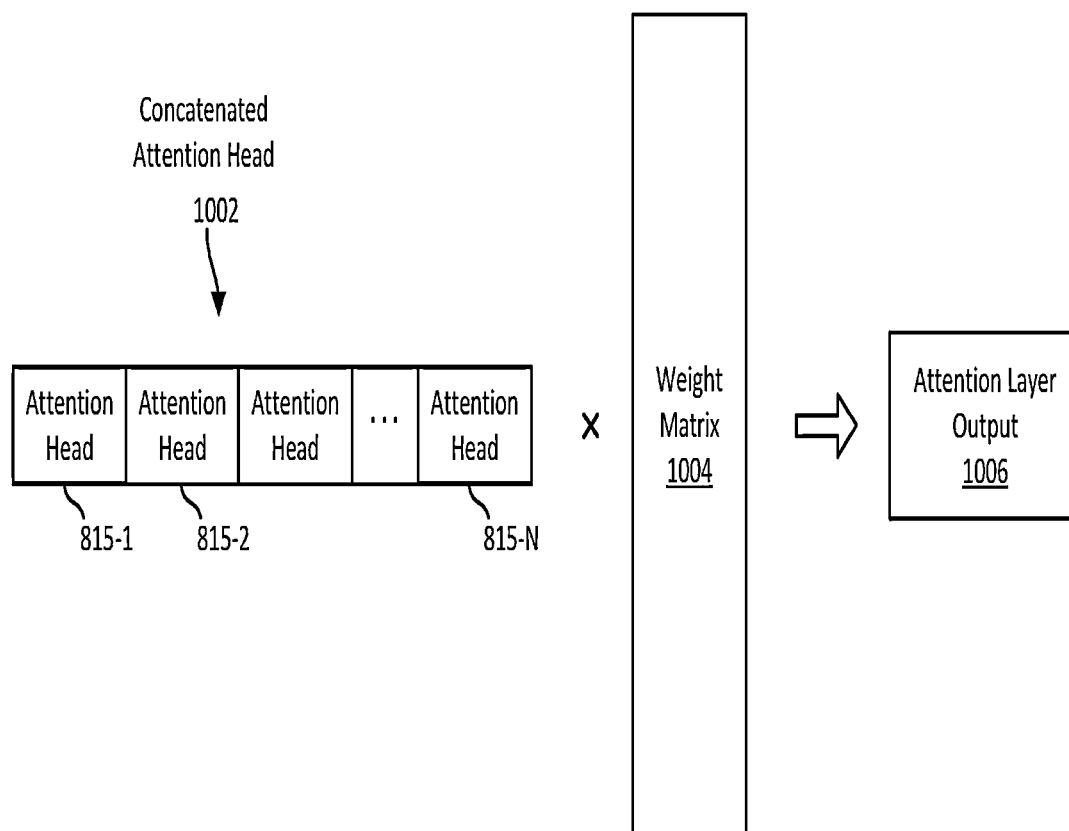 Concatenated
Attention Head
1002
Attention
Head
Attention
Head
Attention
Head
...
Attention
Head
815-1
815-2
815-N
x
Weight
Matrix
1004
Attention Layer
Output
1006